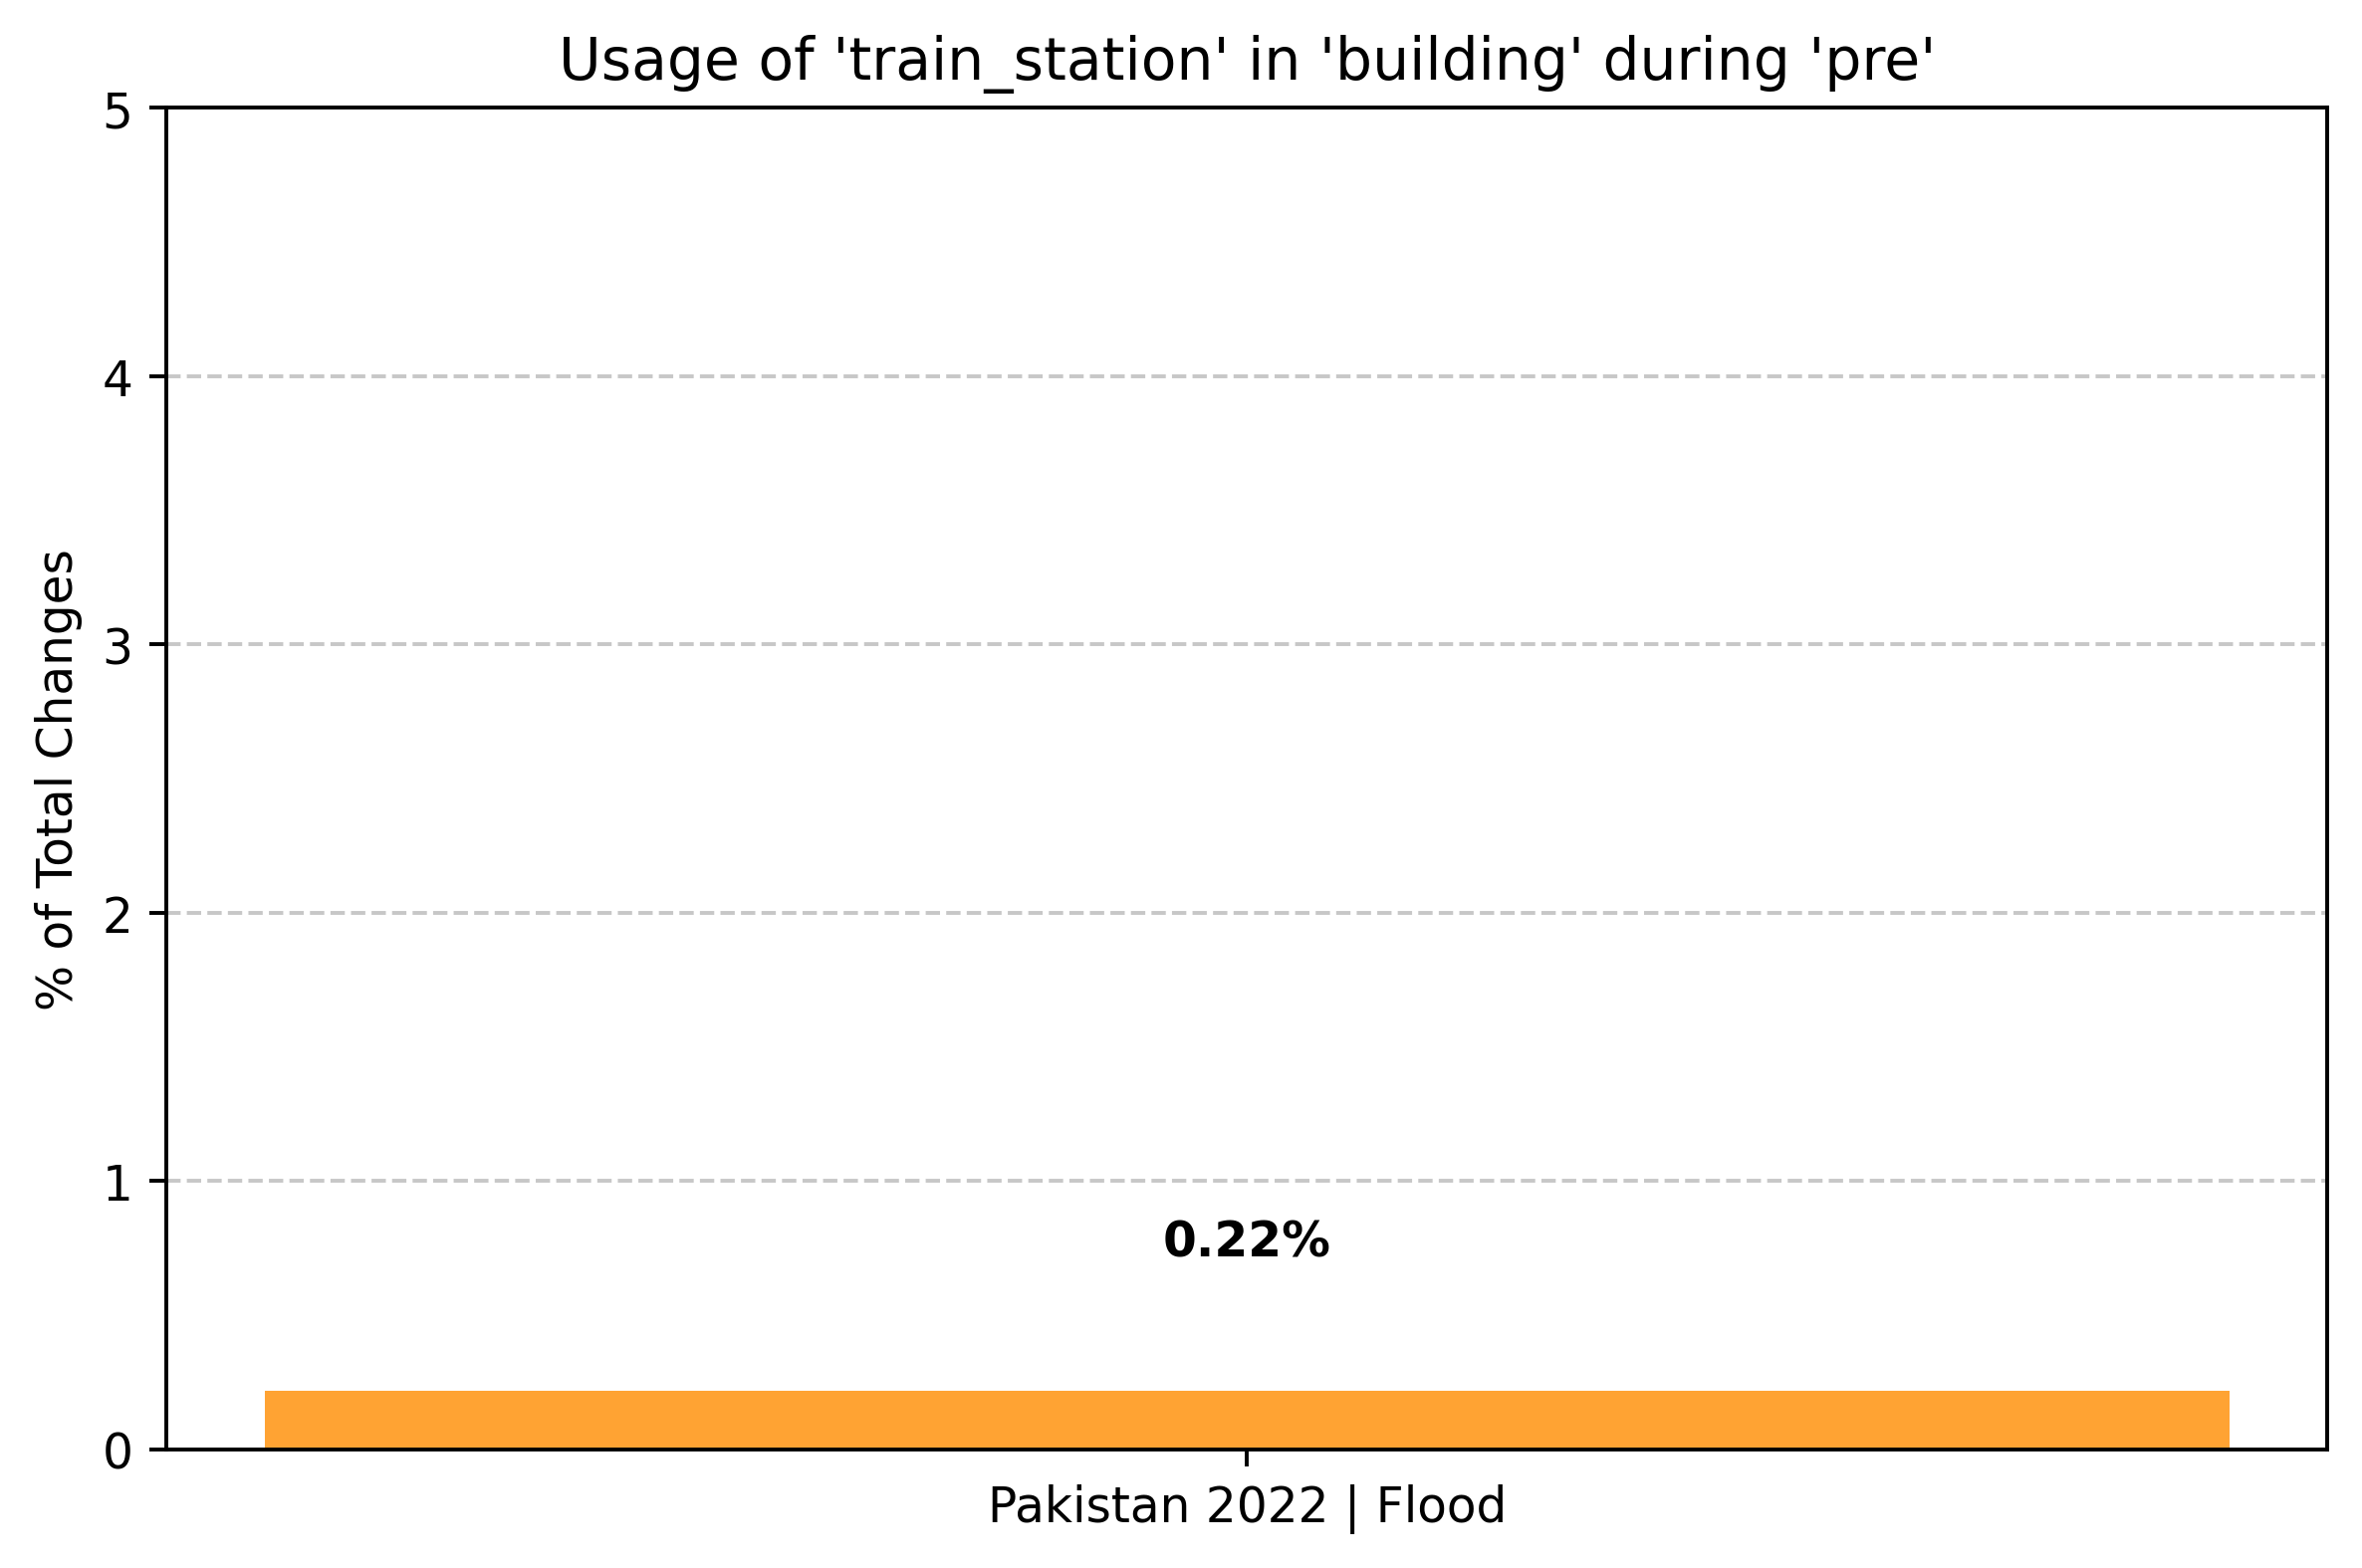 Usage of 'train_station' in 'building' during 'pre'
5
4
3
2
1
0
% of Total Changes
0.22%
Pakistan 2022 | Flood